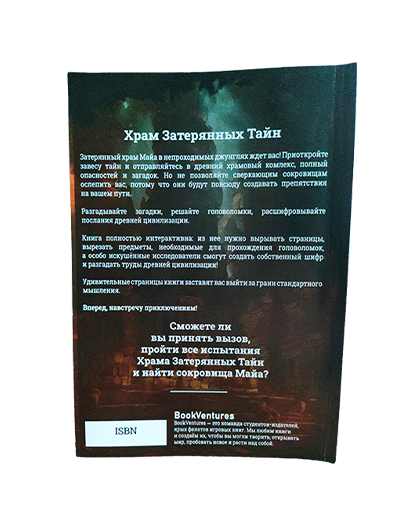 Храм Затерянных Тайн
Затерянный храм Майа в непроходимых джунглях ждет вас! Приоткройте
завесу тайн и отправляйтесь в древний храмовый комлекс, полный
опасностей и загадок. Но не позволяйте сверкающим сокровищам
ослепить вас, потому что они будут повсюду создавать препятствия
на вашем пути.
Разгадывайте загадки, решайте головоломки, расшифровывайте
послания древней цивилизации.
Книга полностью интерактивна: из нее нужно вырывать страницы,
вырезать предметы, необходимые для прохождения головоломок,
а особо искушённые исследователи смогут создать собственный шифр
и разгадать труды древней цивилизации!
Удивительные страницы книги заставят вас выйти за грани стандартного
мышления.
Вперед, навстречу приключениям!
Сможете ли
вы принять вызов,
пройти все испытания
Храма Затерянных Тайн
и найти сокровища Майа?
BookVentures
BookVentures — это команда студентов-издателей,
ярых фанатов игровых книг. Мы любим книги
и создаём их, чтобы вы могли творить, открывать
мир, пробовать новое и расти над собой.
ISBN